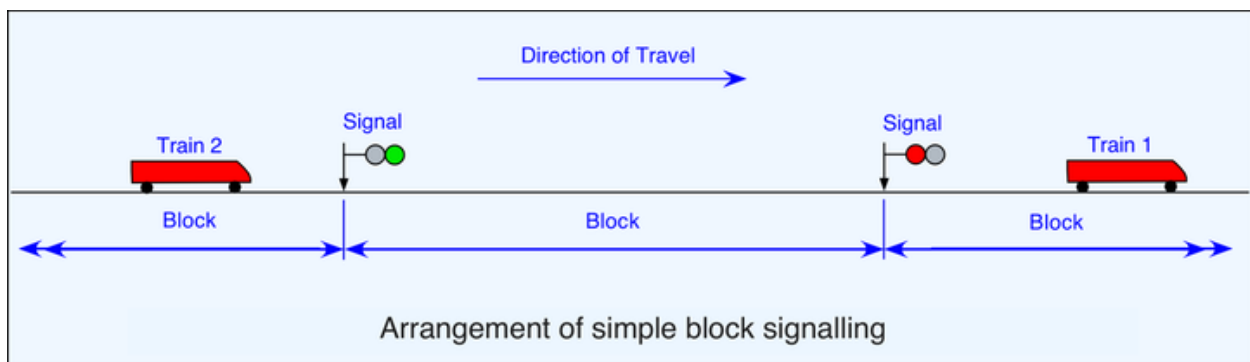 Direction of Travel
Signal
Signal
Train 2
Train 1
Block
Block
Block
Arrangement of simple block signalling